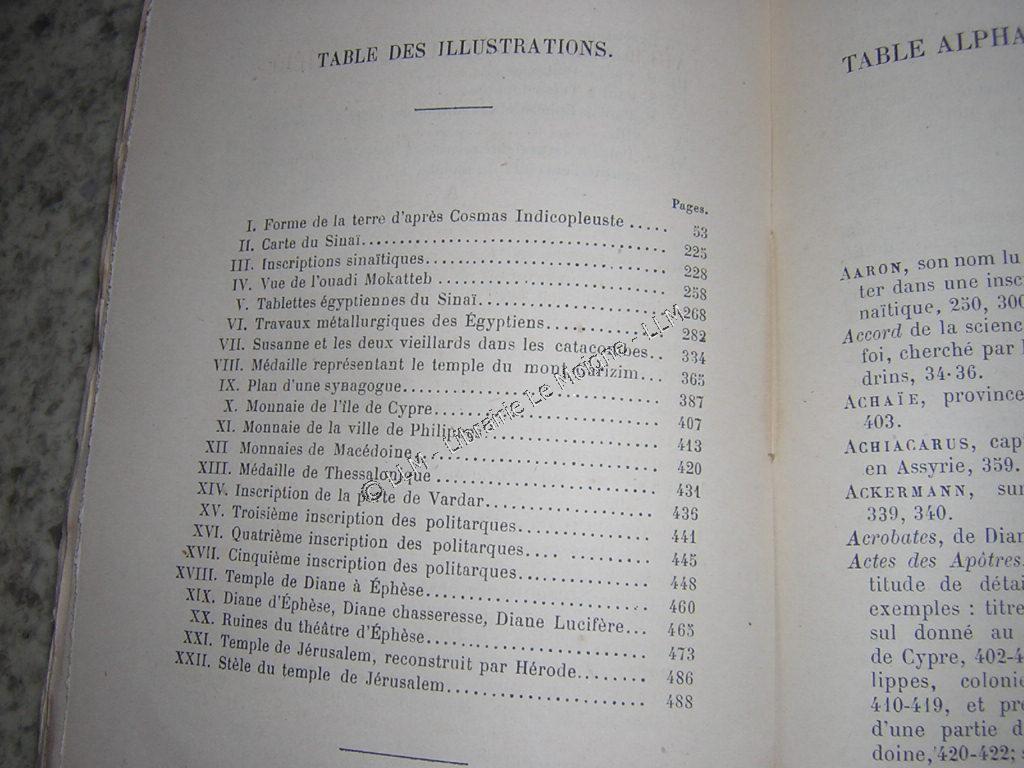 TABLE DES ILLUSTRATIONS.
Pages.
I. Forme de la terre d'après Cosmas Indicopleuste ..... 53
II. Carte du Sinaï........ 225
III. Inscriptions sinaïtiques........ 228
IV. Vue de l'ouadi Mokatteb ........ 258
V. Tablettes égyptiennes du Sinaï........ 268
VI. Travaux métallurgiques des Égyptiens........ 282
VII. Susanne et les deux vieillards dans les catacombes.. 334
VIII. Médaille représentant le temple du mont Garizim... 365
IX. Plan d'une synagogue........ 387
X. Monnaie de l'île de Cypre........ 407
XI. Monnaie de la ville de Philippes........ 413
XII Monnaies de Macédoine........ 420
XIII. Médaille de Thessalonique ........ 431
XIV. Inscription de la porte de Vardar........ 436
XV. Troisième inscription des politarques........ 441
XVI. Quatrième inscription des politarques.... ........ 445
XVII. Cinquième inscription des politarques........ 448
XVIII. Temple de Diane à Éphèse........ 460
XIX. Diane d'Éphèse, Diane chasseresse, Diane Lucifère... 465
XX. Ruines du théâtre d'Éphèse........ 473
XXI. Temple de Jérusalem, reconstruit par Hérode........ 486
XXII. Stèle du temple de Jérusalem........ 488
© LLM - Librairie Le Moigne - LLM
TABLE ALPHA
AARON, son nom lu
ter dans une insc
naïtique, 250, 300
Accord de la science
foi, cherché par
drins, 34-36.
ACHAÏE, province
403.
ACHIACARUS, cap
en Assyrie, 359.
ACKERMANN, sur
339, 340.
Acrobates, de Dian
Actes des Apôtres.
titude de détai
exemples : titre
sul donné au
de Cypre, 402-4
lippes, colonie
410-419, et pre
d'une partie d
doine, 420-422; s